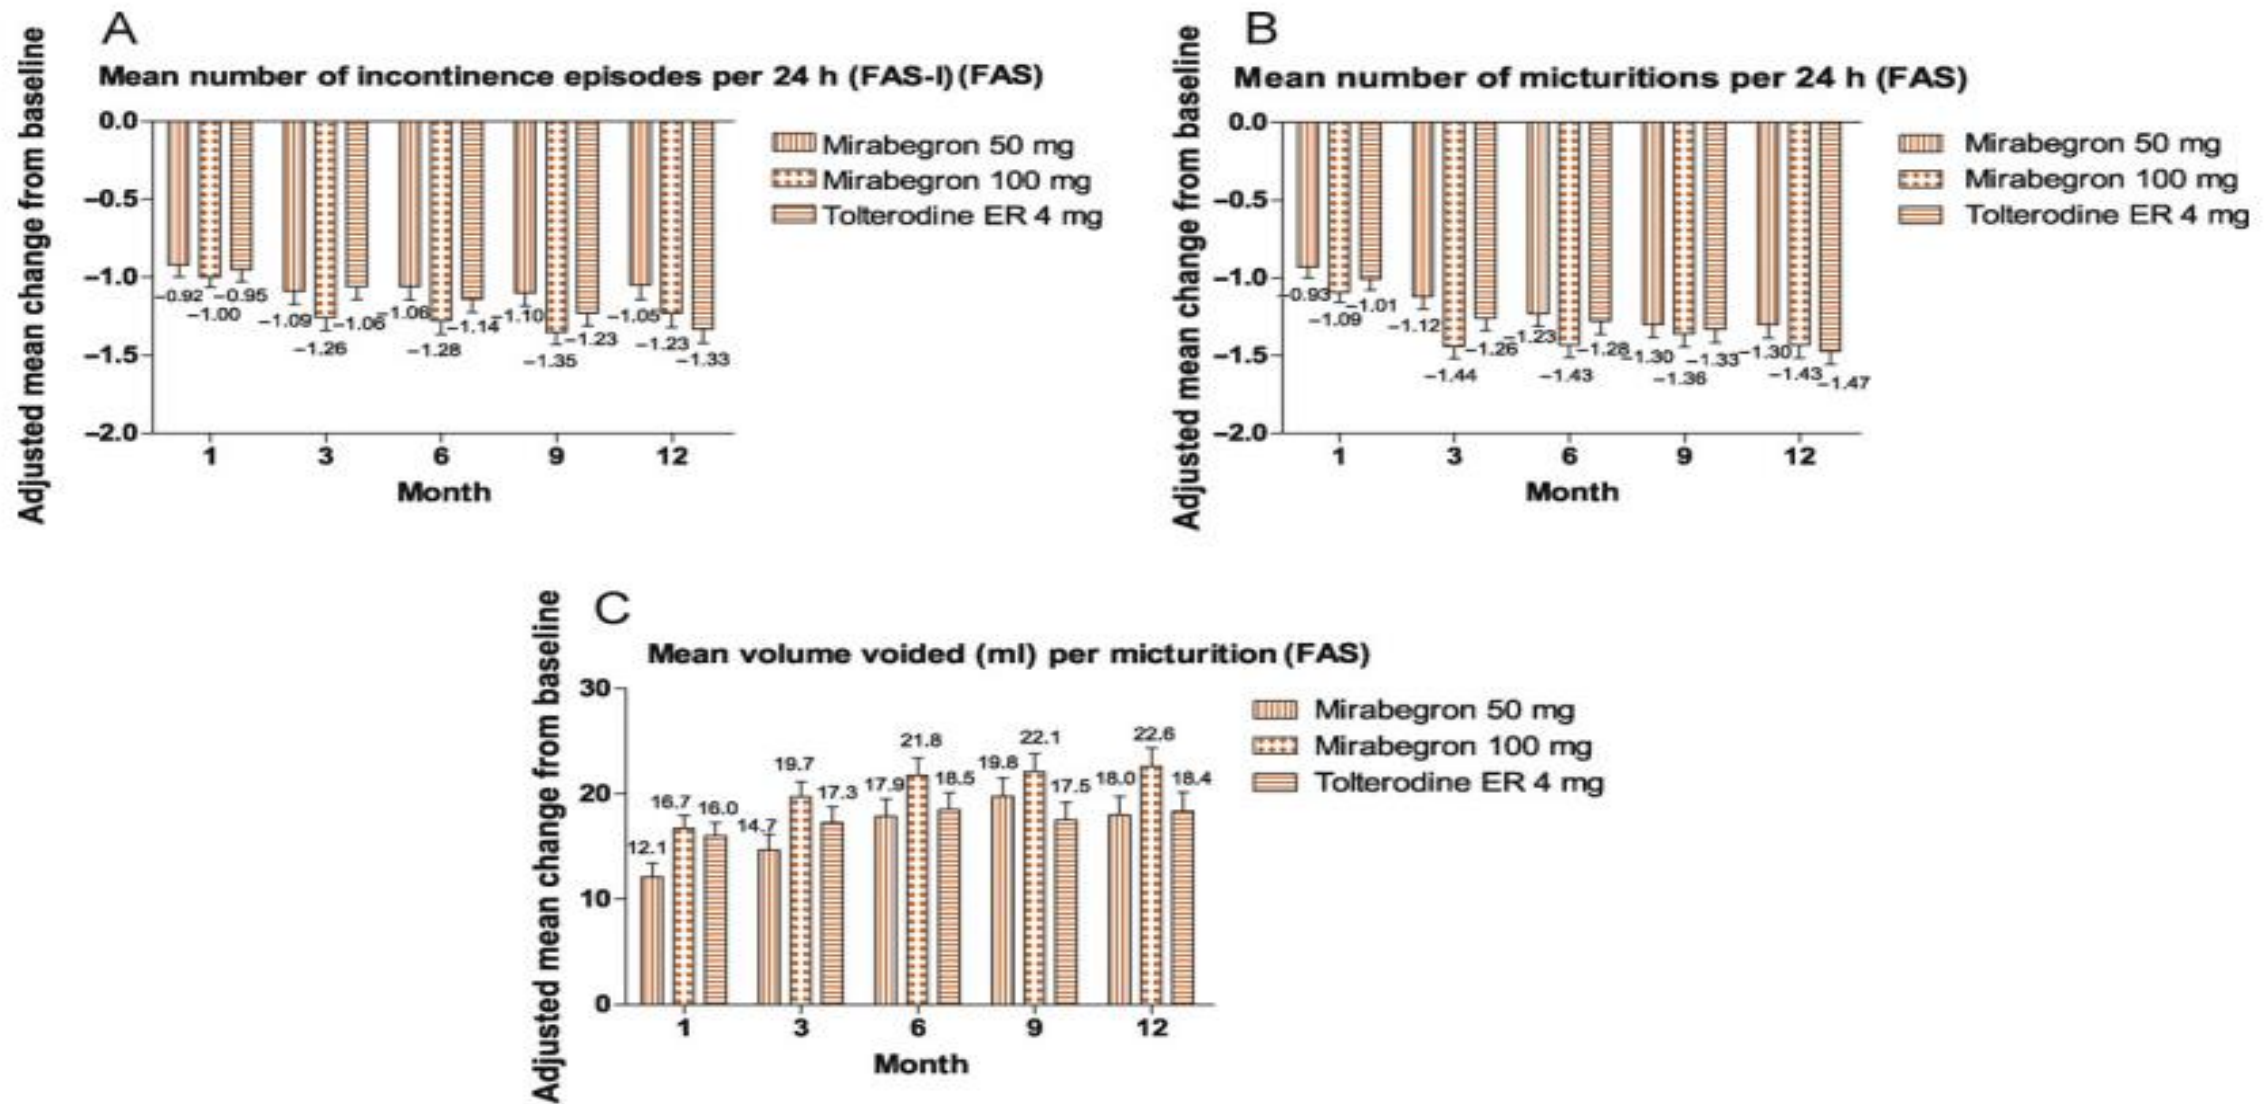 A
Mean number of incontinence episodes per 24 h (FAS-I) (FAS)
Adjusted mean change from baseline
0.0
–0.5
–1.0
–1.5
–2.0
–0.92
–1.00
–0.95
–1.09
–1.26
–1.06
–1.06
–1.28
–1.14
–1.10
–1.35
–1.23
–1.05
–1.23
–1.33
1 3 6 9 12
Month
Mirabegron 50 mg
Mirabegron 100 mg
Tolterodine ER 4 mg
B
Mean number of micturitions per 24 h (FAS)
Adjusted mean change from baseline
0.0
–0.5
–1.0
–1.5
–2.0
–0.93
–1.09
–1.01
–1.12
–1.44
–1.26
–1.23
–1.43
–1.28
–1.30
–1.36
–1.33
–1.30
–1.43
–1.47
1 3 6 9 12
Month
Mirabegron 50 mg
Mirabegron 100 mg
Tolterodine ER 4 mg
C
Mean volume voided (ml) per micturition (FAS)
Adjusted mean change from baseline
30
20
10
0
12.1
16.7
16.0
14.7
19.7
17.3
17.9
21.8
18.5
19.8
22.1
17.5
18.0
22.6
18.4
1 3 6 9 12
Month
Mirabegron 50 mg
Mirabegron 100 mg
Tolterodine ER 4 mg